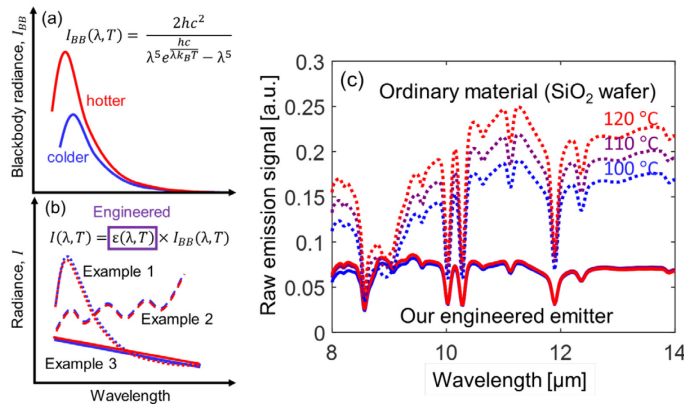 (a)
I_BB(λ,T) = 2hc² / (λ⁵e^(hc/(λk_BT)) − λ⁵)
Blackbody radiance, I_BB
hotter
colder
(b)
Engineered
I(λ,T) = ε(λ,T) × I_BB(λ,T)
Radiance, I
Example 1
Example 2
Example 3
Wavelength
(c)
Ordinary material (SiO₂ wafer)
120 °C
110 °C
100 °C
Our engineered emitter
Raw emission signal [a.u.]
0.3
0.25
0.2
0.15
0.1
0.05
0
8
10
12
14
Wavelength [μm]